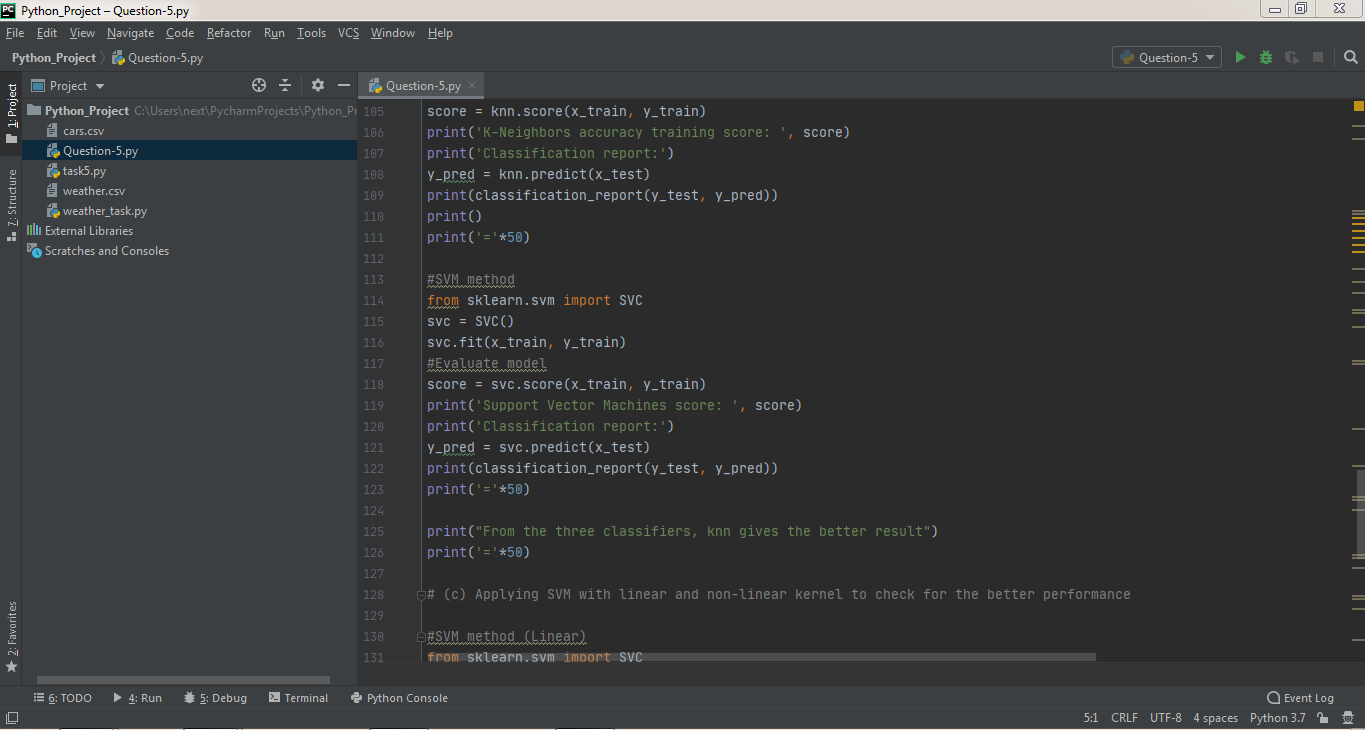 Python_Project – Question-5.py
File Edit View Navigate Code Refactor Run Tools VCS Window Help
Python_Project Question-5.py
Question-5
1: Project
Project
Question-5.py
Python_Project C:\Users\next\PycharmProjects\Python_Pr
cars.csv
Question-5.py
task5.py
weather.csv
weather_task.py
External Libraries
Scratches and Consoles
7: Structure
2: Favorites
105 score = knn.score(x_train, y_train)
106 print('K-Neighbors accuracy training score: ', score)
107 print('Classification report:')
108 y_pred = knn.predict(x_test)
109 print(classification_report(y_test, y_pred))
110 print()
111 print('='*50)
112
113 #SVM method
114 from sklearn.svm import SVC
115 svc = SVC()
116 svc.fit(x_train, y_train)
117 #Evaluate model
118 score = svc.score(x_train, y_train)
119 print('Support Vector Machines score: ', score)
120 print('Classification report:')
121 y_pred = svc.predict(x_test)
122 print(classification_report(y_test, y_pred))
123 print('='*50)
124
125 print("From the three classifiers, knn gives the better result")
126 print('='*50)
127
128 # (c) Applying SVM with linear and non-linear kernel to check for the better performance
129
130 #SVM method (Linear)
131 from sklearn.svm import SVC
6: TODO 4: Run 5: Debug Terminal Python Console Event Log
5:1 CRLF UTF-8 4 spaces Python 3.7